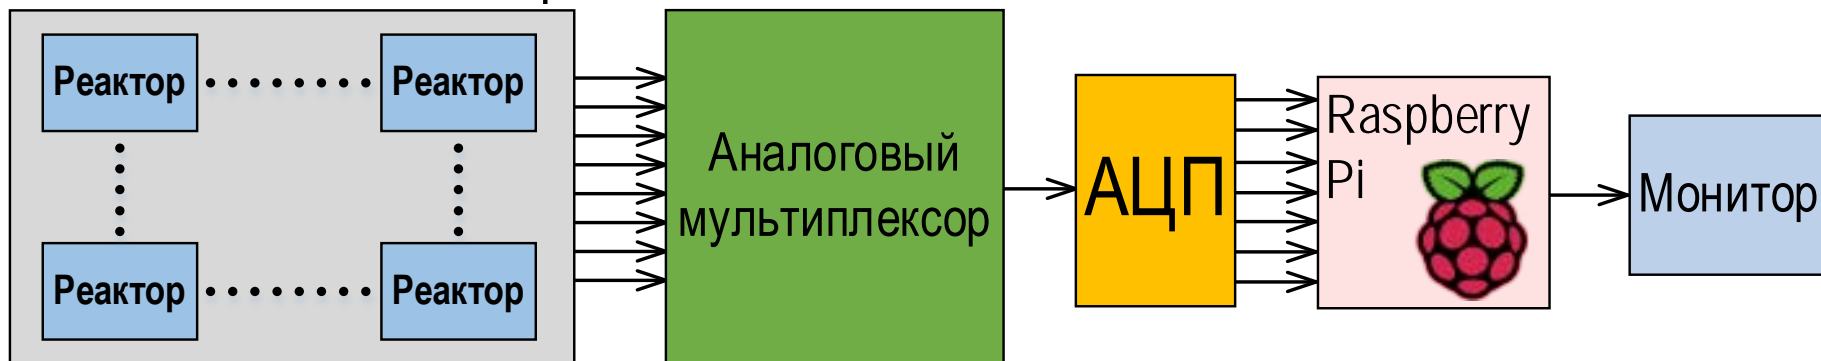 Реактор
Реактор
Реактор
Реактор
Аналоговый
мультиплексор
АЦП
Raspberry
Pi
Монитор